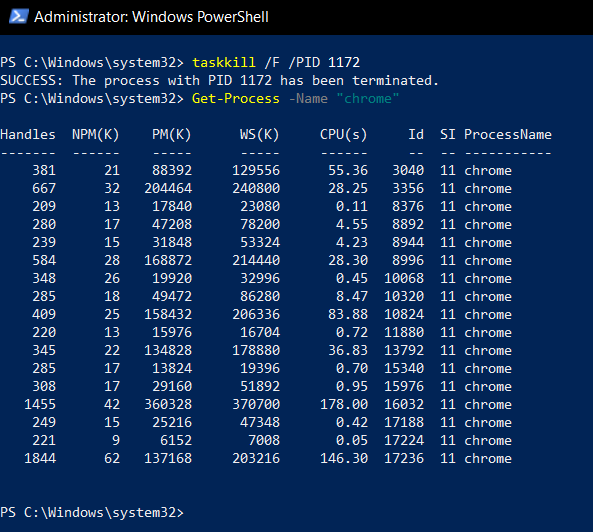 Administrator: Windows PowerShell
PS C:\Windows\system32> taskkill /F /PID 1172
SUCCESS: The process with PID 1172 has been terminated.
PS C:\Windows\system32> Get-Process -Name "chrome"
Handles  NPM(K)    PM(K)      WS(K)     CPU(s)     Id  SI ProcessName
-------  ------    -----      -----     ------     --  -- -----------
    381      21    88392     129556      55.36   3040  11 chrome
    667      32   204464     240800      28.25   3356  11 chrome
    209      13    17840      23080       0.11   8376  11 chrome
    280      17    47208      78200       4.55   8892  11 chrome
    239      15    31848      53324       4.23   8944  11 chrome
    584      28   168872     214440      28.30   8996  11 chrome
    348      26    19920      32996       0.45  10068  11 chrome
    285      18    49472      86280       8.47  10320  11 chrome
    409      25   158432     206336      83.88  10824  11 chrome
    220      13    15976      16704       0.72  11880  11 chrome
    345      22   134828     178880      36.83  13792  11 chrome
    285      17    13824      19396       0.70  15340  11 chrome
    308      17    29160      51892       0.95  15976  11 chrome
   1455      42   360328     370700     178.00  16032  11 chrome
    249      15    25216      47348       0.42  17188  11 chrome
    221       9     6152       7008       0.05  17224  11 chrome
   1844      62   137168     203216     146.30  17236  11 chrome
PS C:\Windows\system32>